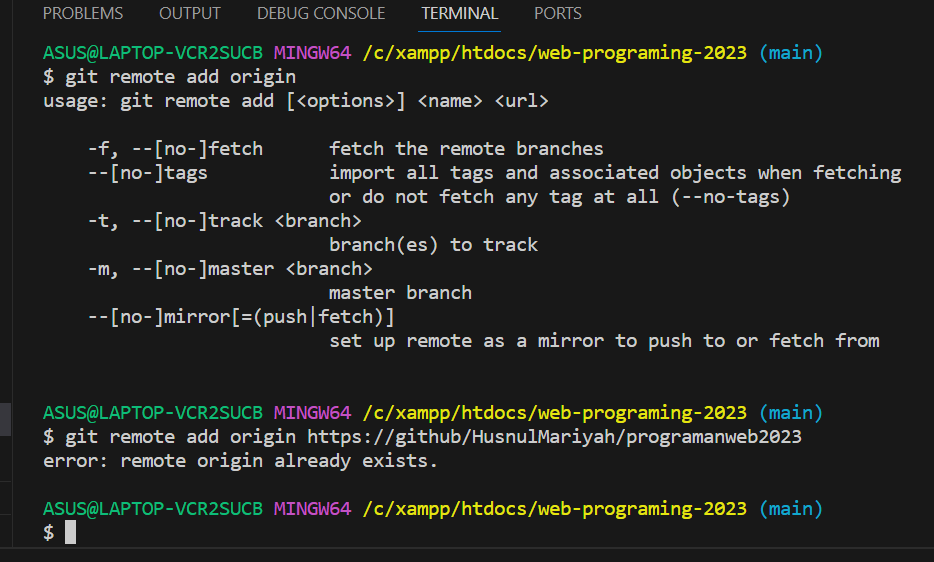 PROBLEMS OUTPUT DEBUG CONSOLE TERMINAL PORTS
ASUS@LAPTOP-VCR2SUCB MINGW64 /c/xampp/htdocs/web-programing-2023 (main)
$ git remote add origin
usage: git remote add [<options>] <name> <url>
-f, --[no-]fetch fetch the remote branches
--[no-]tags import all tags and associated objects when fetching
or do not fetch any tag at all (--no-tags)
-t, --[no-]track <branch>
branch(es) to track
-m, --[no-]master <branch>
master branch
--[no-]mirror[=(push|fetch)]
set up remote as a mirror to push to or fetch from
ASUS@LAPTOP-VCR2SUCB MINGW64 /c/xampp/htdocs/web-programing-2023 (main)
$ git remote add origin https://github/HusnulMariyah/programanweb2023
error: remote origin already exists.
ASUS@LAPTOP-VCR2SUCB MINGW64 /c/xampp/htdocs/web-programing-2023 (main)
$